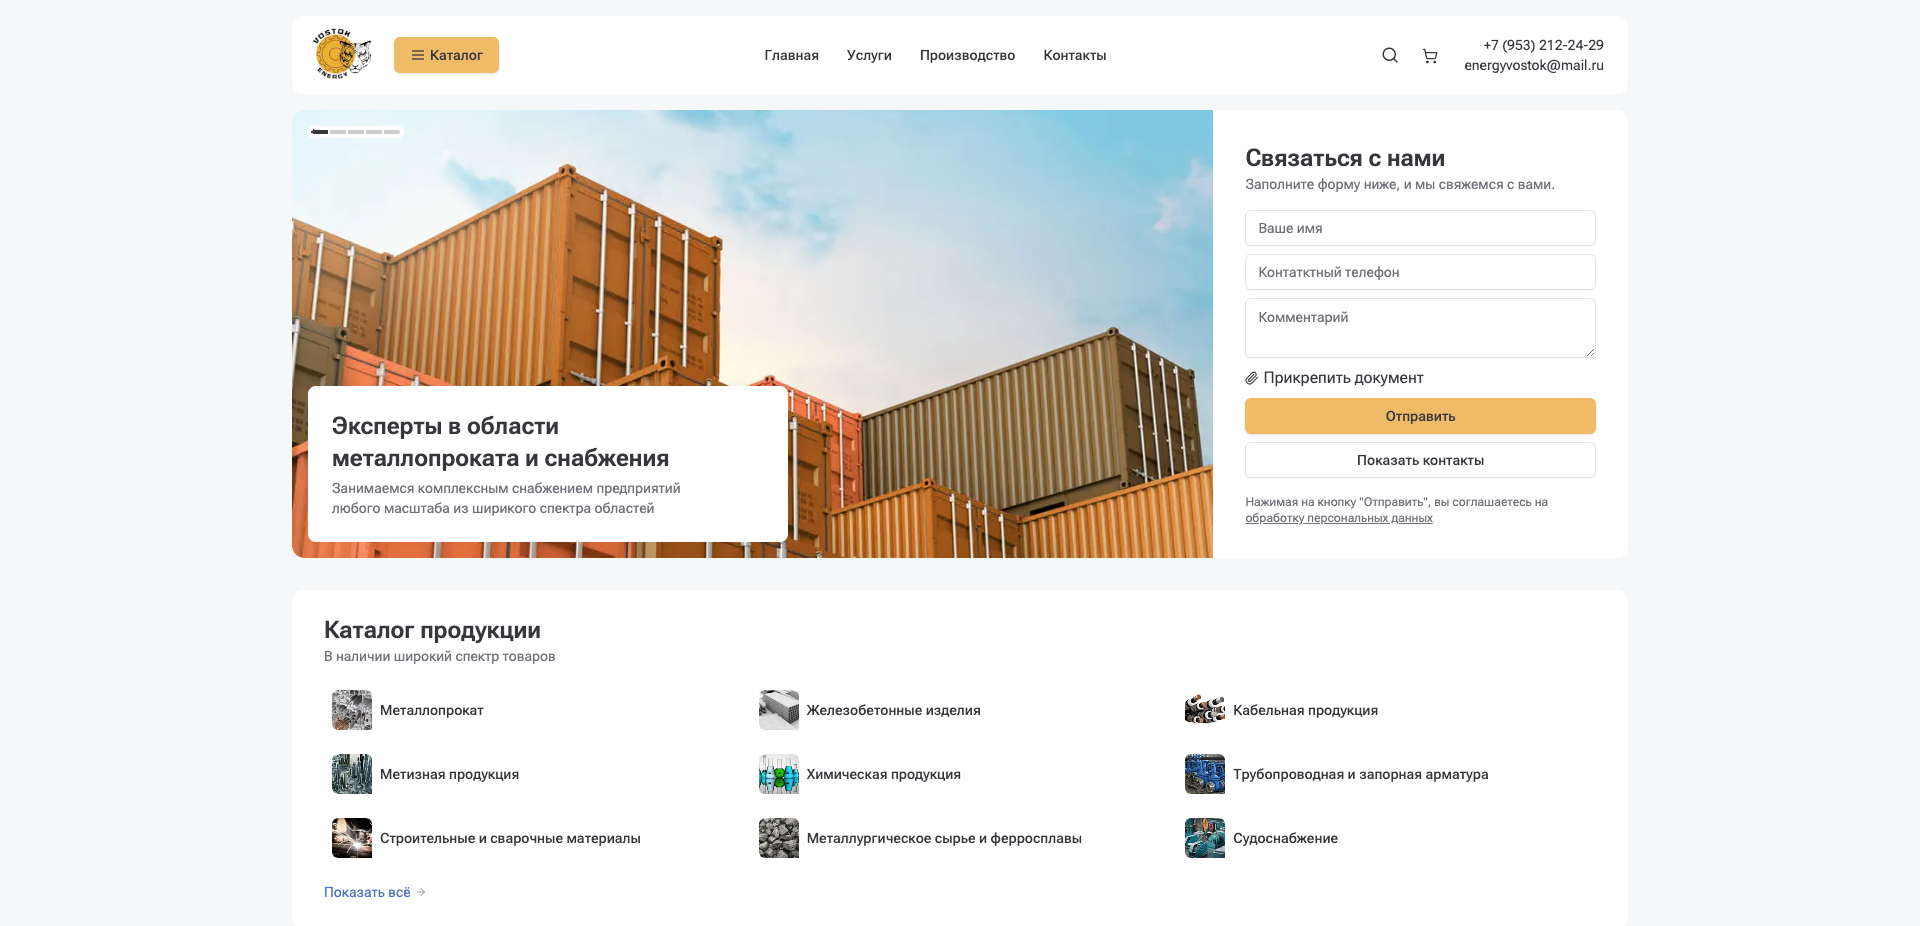 VOSTOK
ENERGY
Каталог
Главная
Услуги
Производство
Контакты
+7 (953) 212-24-29
energyvostok@mail.ru
Эксперты в области
металлопроката и снабжения
Занимаемся комплексным снабжением предприятий
любого масштаба из ширикого спектра областей
Связаться с нами
Заполните форму ниже, и мы свяжемся с вами.
Ваше имя
Контатктный телефон
Комментарий
Прикрепить документ
Отправить
Показать контакты
Нажимая на кнопку "Отправить", вы соглашаетесь на
обработку персональных данных
Каталог продукции
В наличии широкий спектр товаров
Металлопрокат
Железобетонные изделия
Кабельная продукция
Метизная продукция
Химическая продукция
Трубопроводная и запорная арматура
Строительные и сварочные материалы
Металлургическое сырье и ферросплавы
Судоснабжение
Показать всё